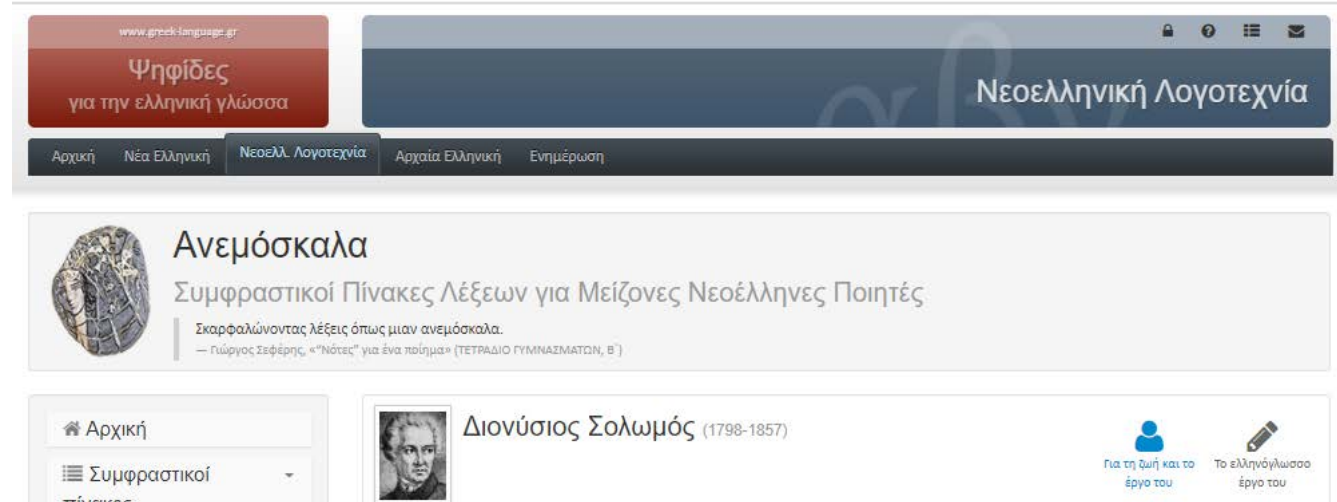 www.greek-language.gr
Ψηφίδες
για την ελληνική γλώσσα
Νεοελληνική Λογοτεχνία
Αρχική Νέα Ελληνική Νεοελλ. Λογοτεχνία Αρχαία Ελληνική Ενημέρωση
Ανεμόσκαλα
Συμφραστικοί Πίνακες Λέξεων για Μείζονες Νεοέλληνες Ποιητές
Σκαρφαλώνοντας λέξεις όπως μιαν ανεμόσκαλα.
— Γιώργος Σεφέρης, «“Νότες” για ένα ποίημα» (ΤΕΤΡΑΔΙΟ ΓΥΜΝΑΣΜΑΤΩΝ, Β΄)
Αρχική
Συμφραστικοί
Διονύσιος Σολωμός (1798-1857)
Για τη ζωή και το
έργο του
Το ελληνόγλωσσο
έργο του